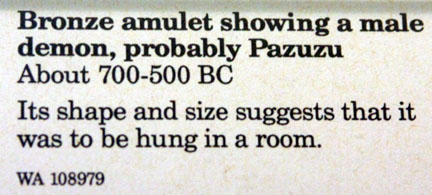 Bronze amulet showing a male
demon, probably Pazuzu
About 700-500 BC
Its shape and size suggests that it
was to be hung in a room.
WA 108979